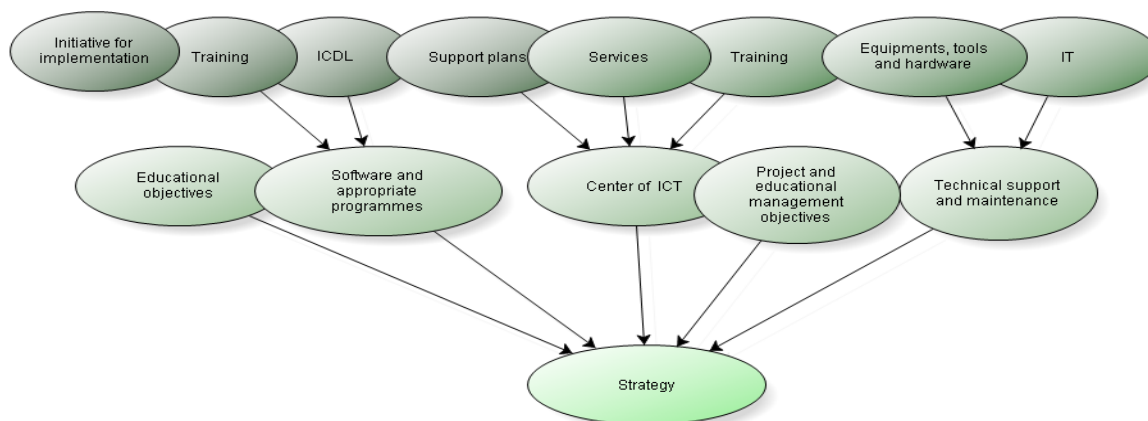 Initiative for
implementation
Training
ICDL
Support plans
Services
Training
Equipments, tools
and hardware
IT
Educational
objectives
Software and
appropriate
programmes
Center of ICT
Project and
educational
management
objectives
Technical support
and maintenance
Strategy